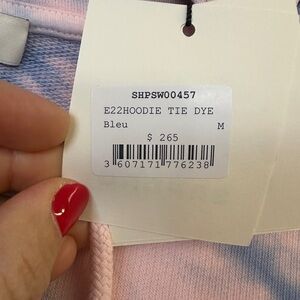 SHPSW00457
E22HOODIE TIE DYE
Bleu M
$ 265
3 607171 776238